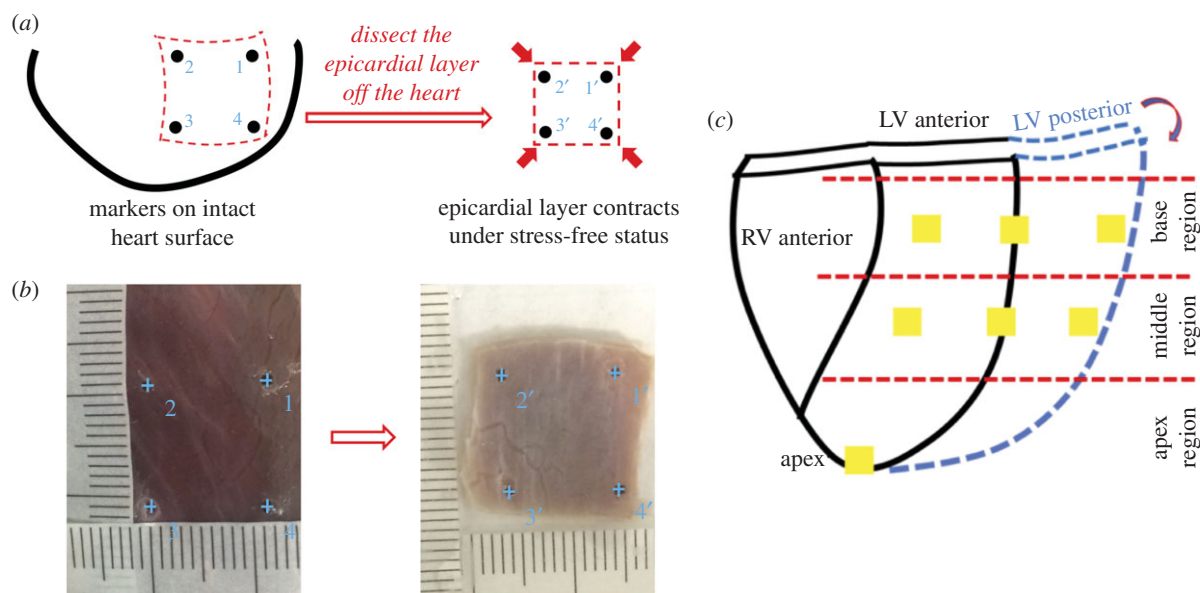 (a)
2
1
3
4
dissect the
epicardial layer
off the heart
2′
1′
3′
4′
markers on intact
heart surface
epicardial layer contracts
under stress-free status
(b)
2
1
3
4
2′
1′
3′
4′
(c)
LV anterior
LV posterior
RV anterior
base
region
middle
region
apex
region
apex